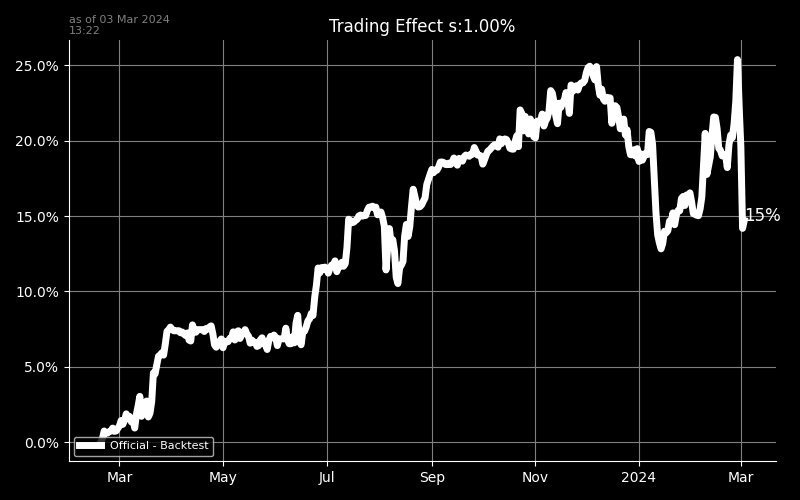 as of 03 Mar 2024
13:22
Trading Effect s:1.00%
25.0%
20.0%
15.0%
10.0%
5.0%
0.0%
15%
Official - Backtest
Mar
May
Jul
Sep
Nov
2024
Mar